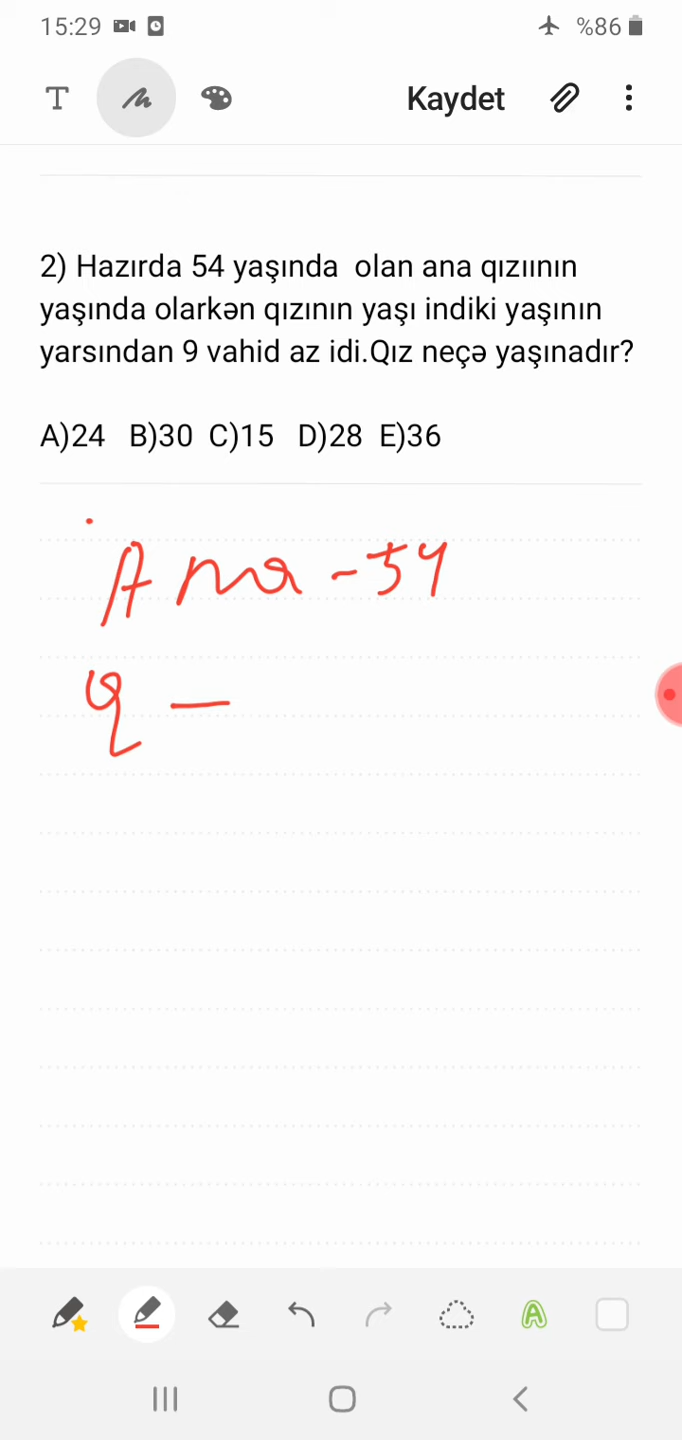 15:29 %86
Kaydet
2) Hazırda 54 yaşında olan ana qızıının
yaşında olarkən qızının yaşı indiki yaşının
yarsından 9 vahid az idi.Qız neçə yaşınadır?
A)24 B)30 C)15 D)28 E)36
Ana -54
Q —